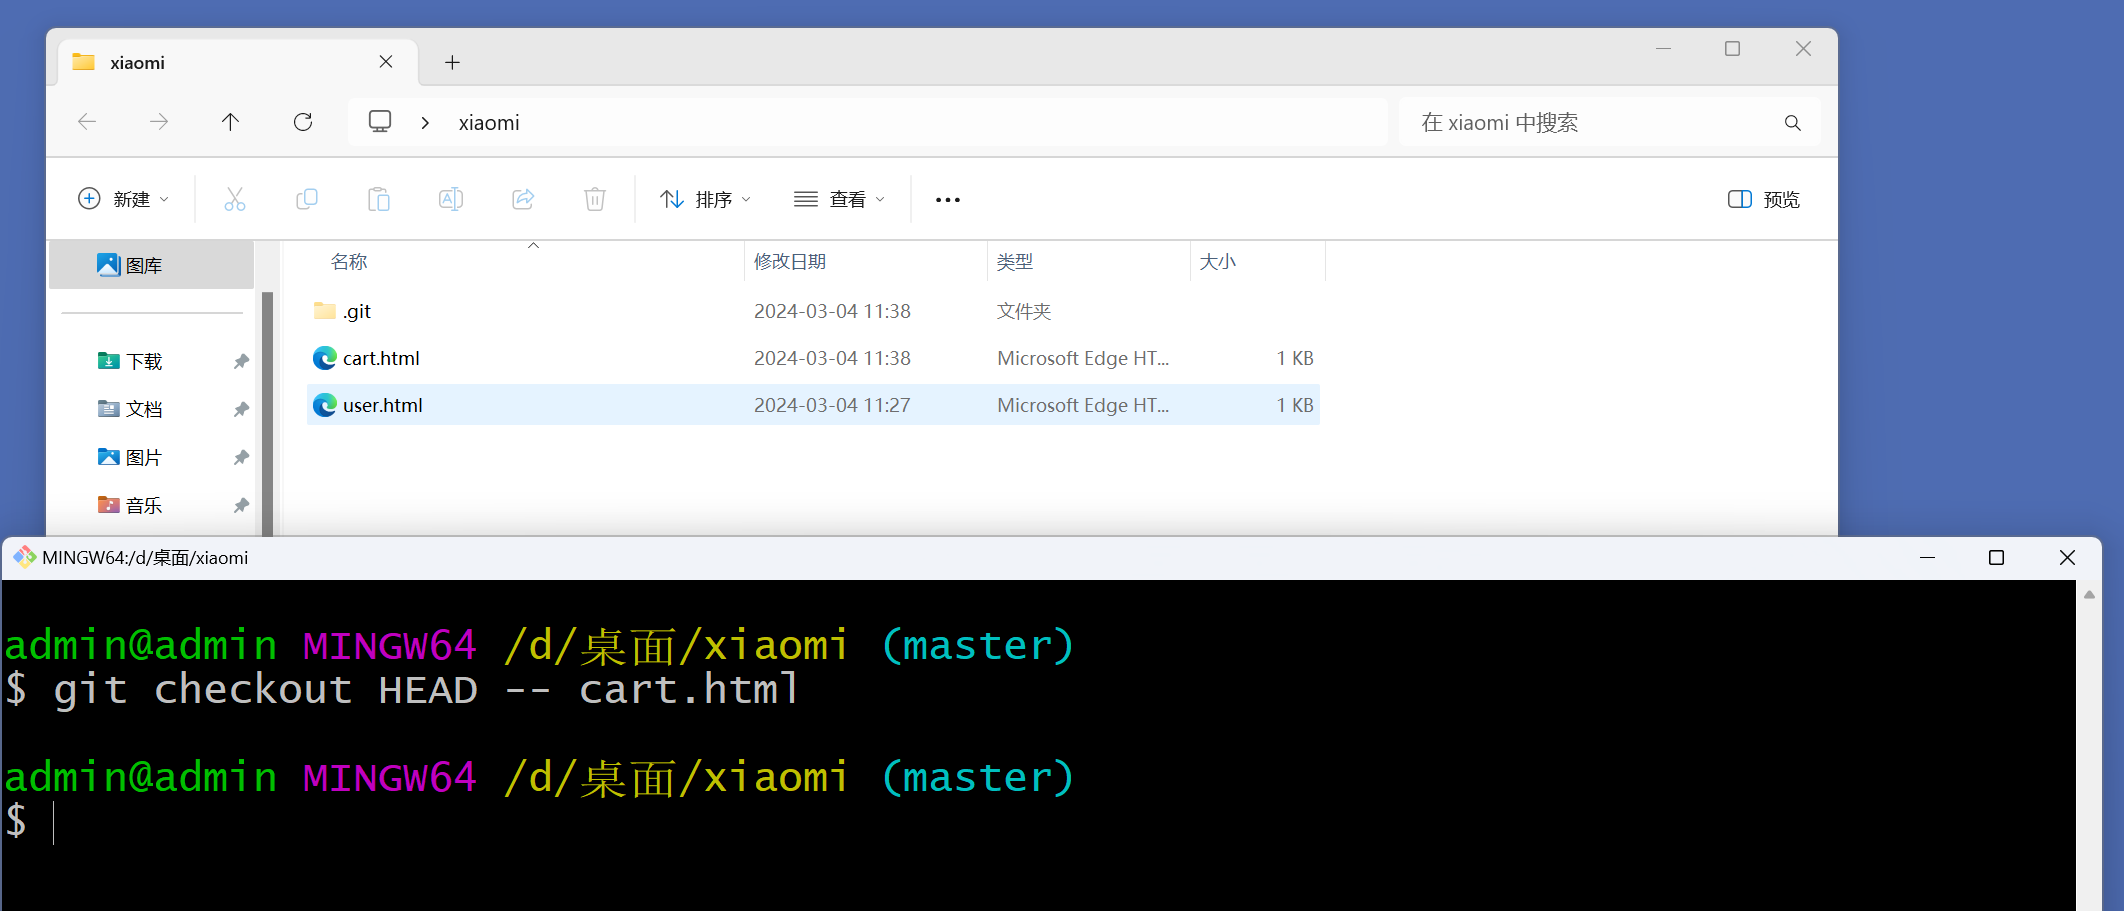 xiaomi
xiaomi
在 xiaomi 中搜索
新建
排序
查看
预览
图库
下载
文档
图片
音乐
名称 修改日期 类型 大小
.git 2024-03-04 11:38 文件夹
cart.html 2024-03-04 11:38 Microsoft Edge HT... 1 KB
user.html 2024-03-04 11:27 Microsoft Edge HT... 1 KB
MINGW64:/d/桌面/xiaomi
admin@admin MINGW64 /d/桌面/xiaomi (master)
$ git checkout HEAD -- cart.html
admin@admin MINGW64 /d/桌面/xiaomi (master)
$